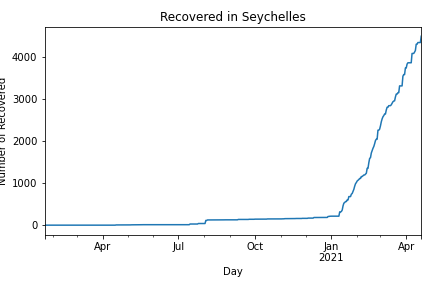 Recovered in Seychelles
Number of Recovered
4000
3000
2000
1000
0
Apr Jul Oct Jan Apr
2021
Day